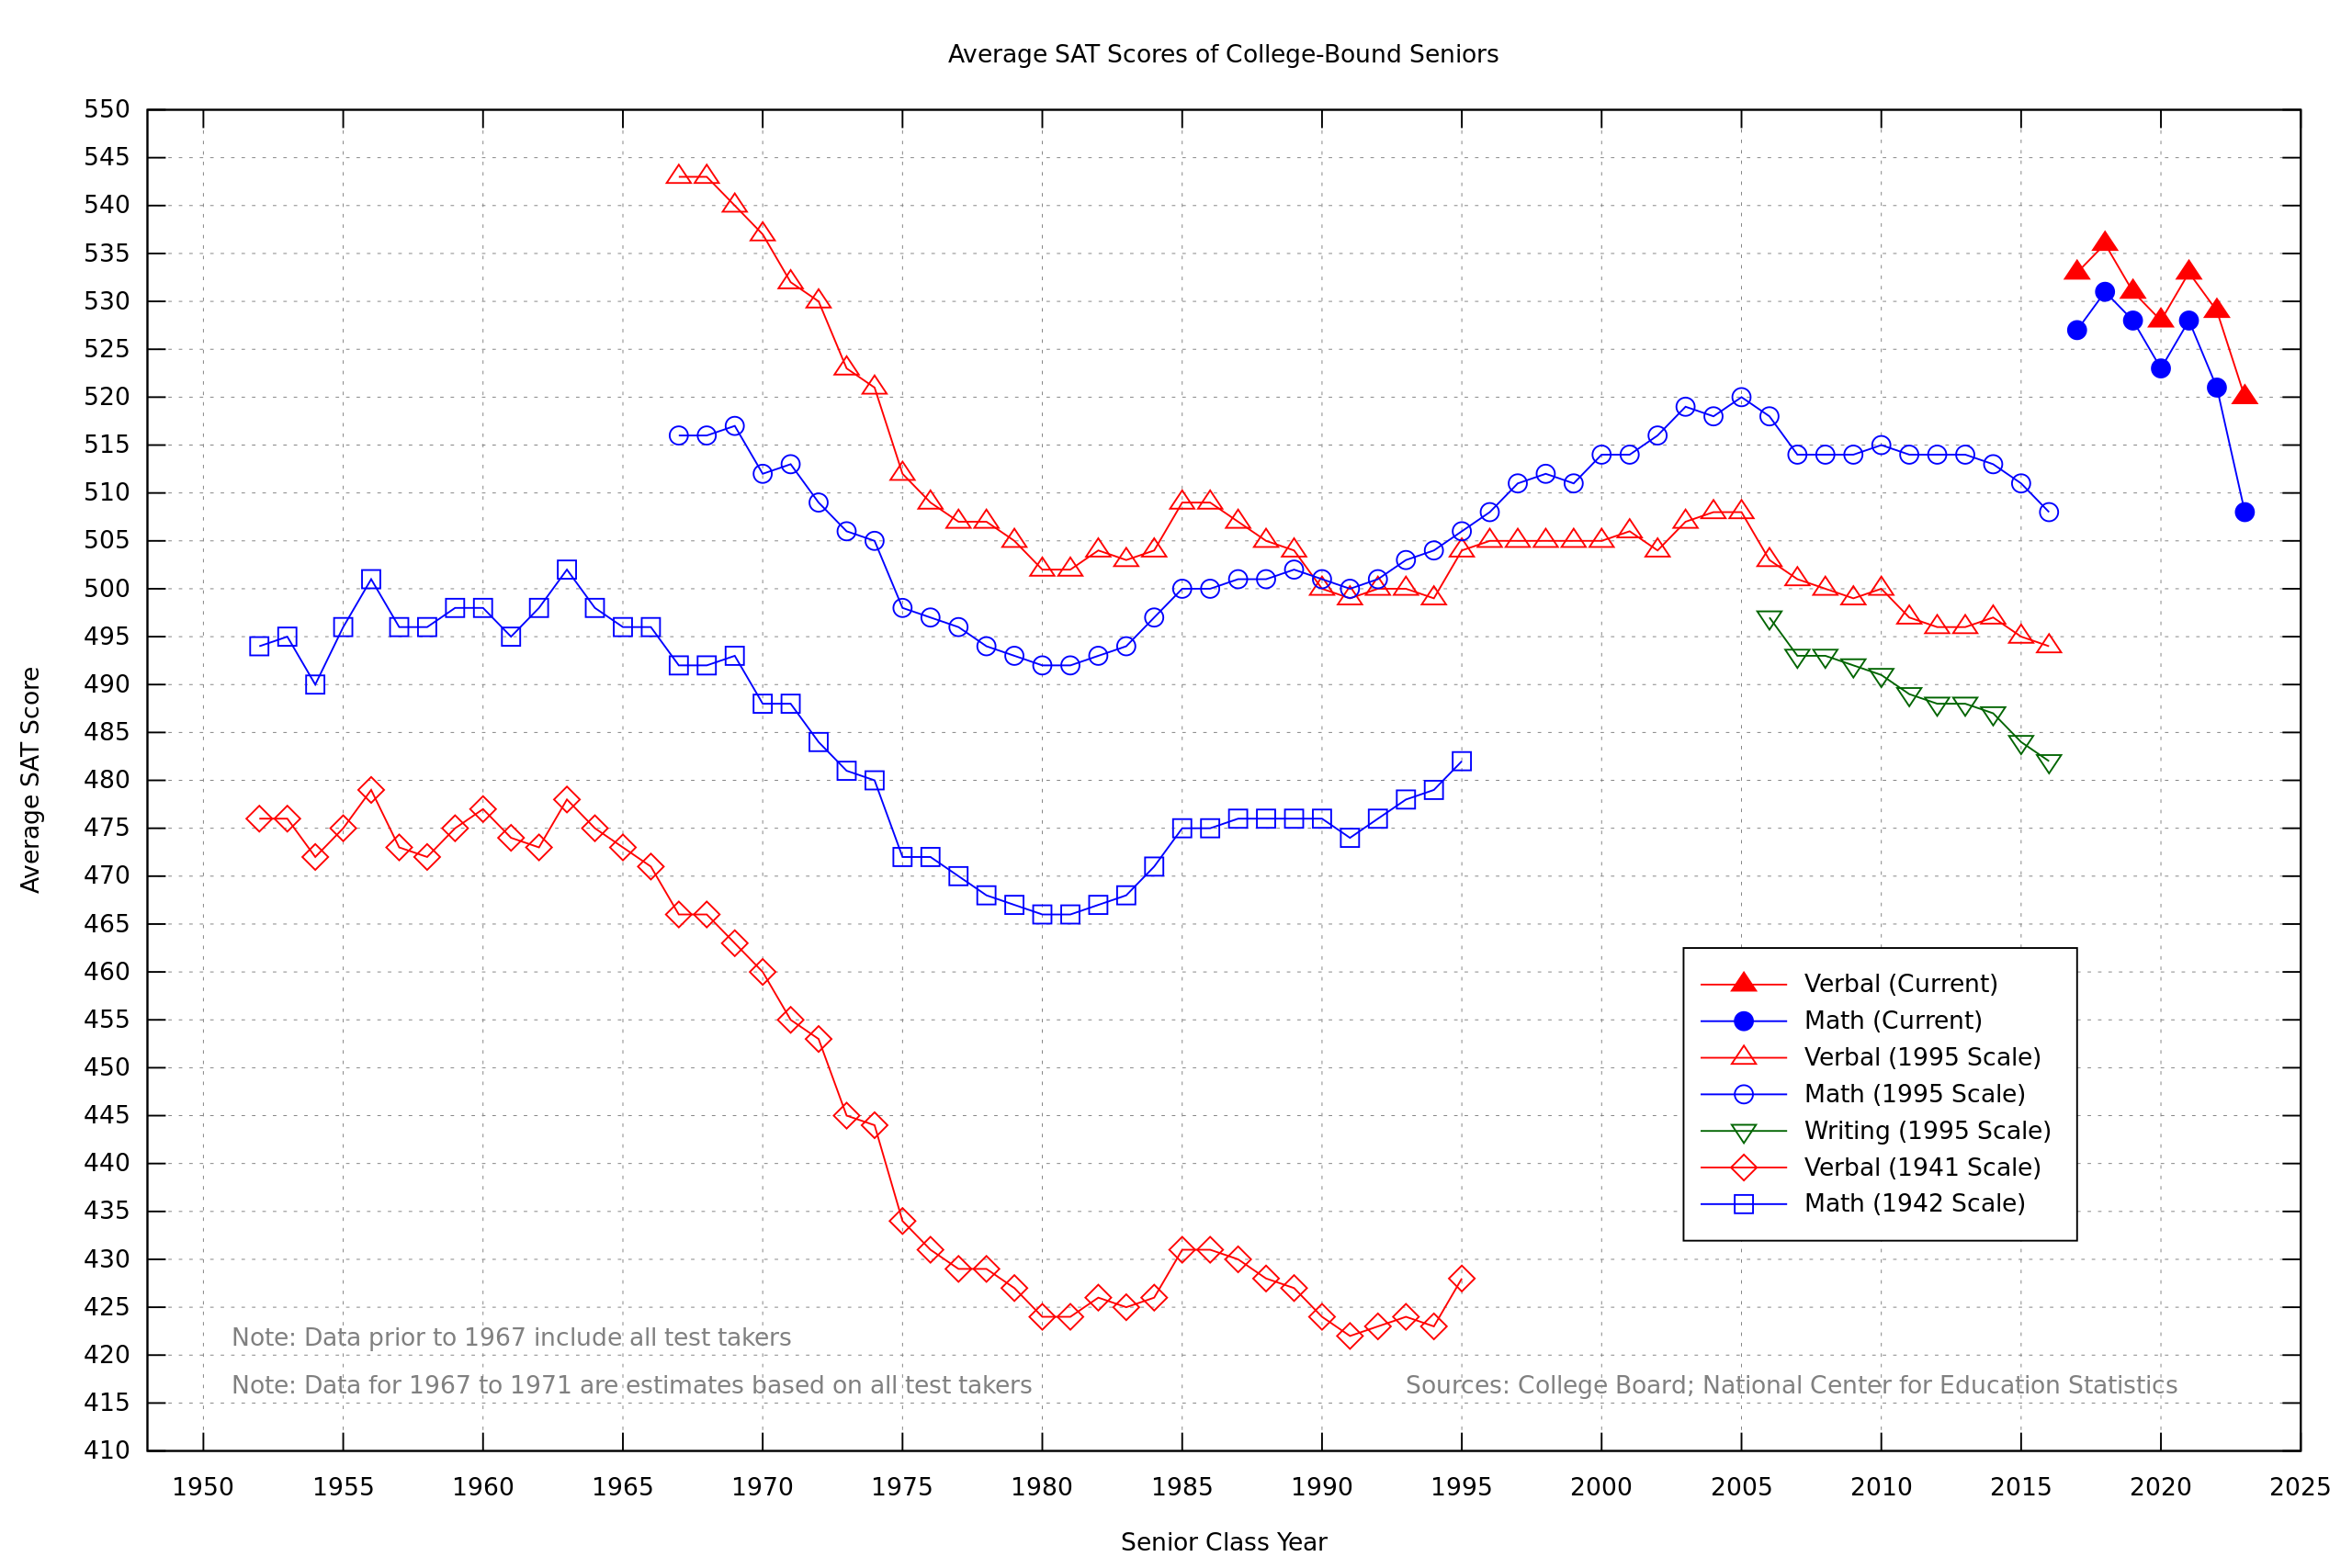 Average SAT Scores of College-Bound Seniors
550
545
540
535
530
525
520
515
510
505
500
495
490
485
480
475
470
465
460
455
450
445
440
435
430
425
420
415
410
Average SAT Score
Verbal (Current)
Math (Current)
Verbal (1995 Scale)
Math (1995 Scale)
Writing (1995 Scale)
Verbal (1941 Scale)
Math (1942 Scale)
Note: Data prior to 1967 include all test takers
Note: Data for 1967 to 1971 are estimates based on all test takers
Sources: College Board; National Center for Education Statistics
1950 1955 1960 1965 1970 1975 1980 1985 1990 1995 2000 2005 2010 2015 2020 2025
Senior Class Year